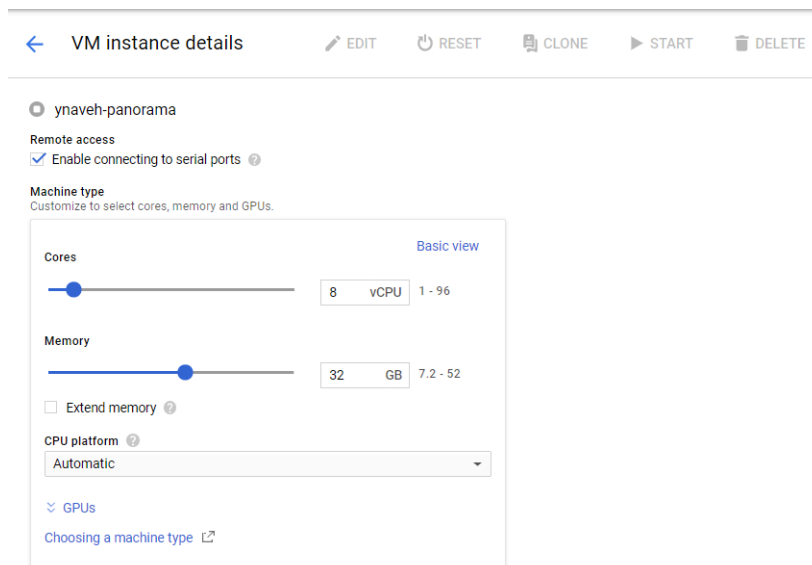 VM instance details EDIT RESET CLONE START DELETE
ynaveh-panorama
Remote access
Enable connecting to serial ports ?
Machine type
Customize to select cores, memory and GPUs.
Basic view
Cores
8 vCPU 1 - 96
Memory
32 GB 7.2 - 52
Extend memory ?
CPU platform ?
Automatic
GPUs
Choosing a machine type